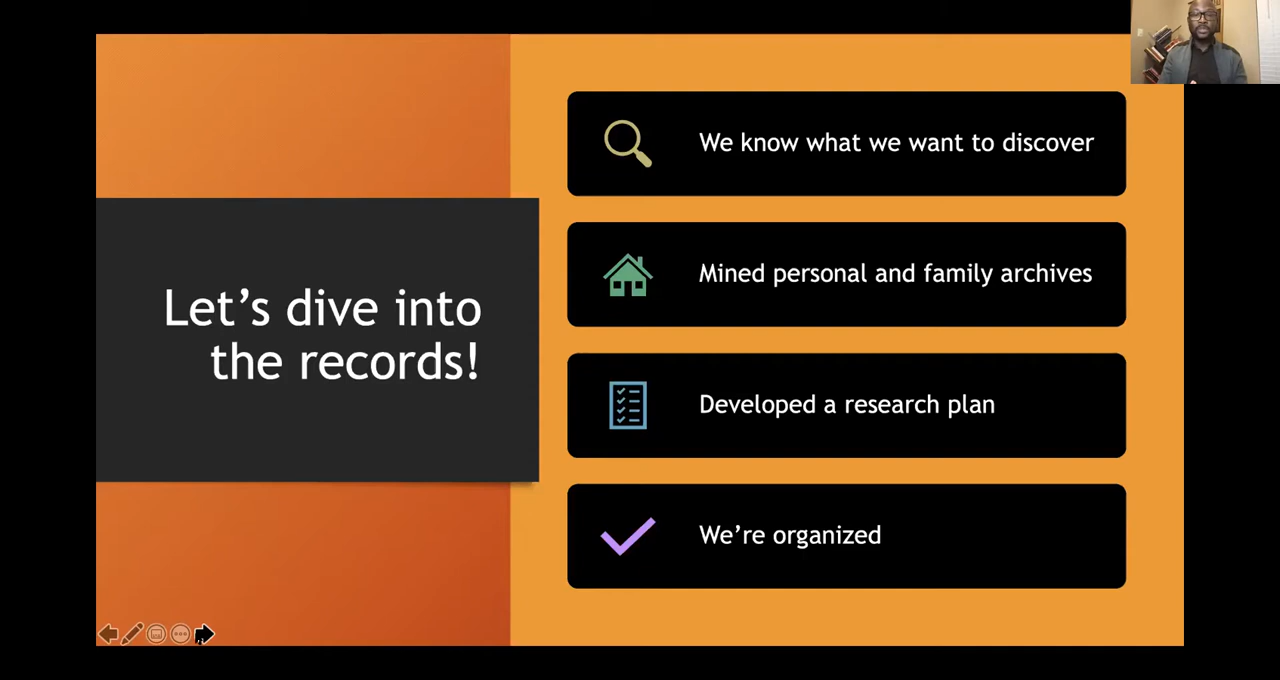 Let’s dive into
the records!
We know what we want to discover
Mined personal and family archives
Developed a research plan
We’re organized